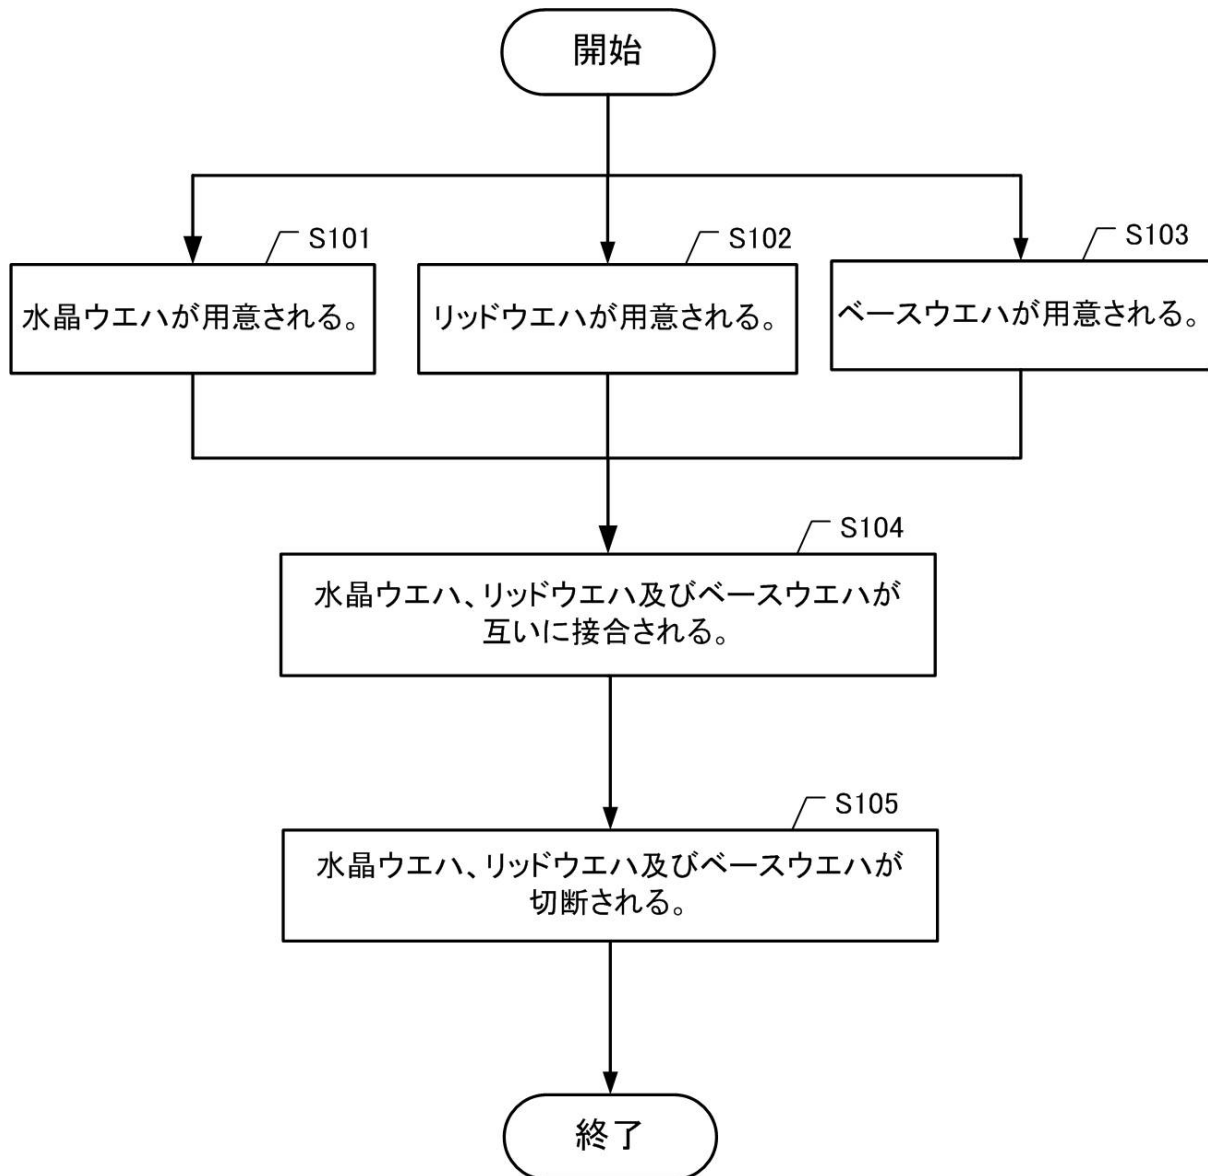 開始
S101
水晶ウエハが用意される。
S102
リッドウエハが用意される。
S103
ベースウエハが用意される。
S104
水晶ウエハ、リッドウエハ及びベースウエハが
互いに接合される。
S105
水晶ウエハ、リッドウエハ及びベースウエハが
切断される。
終了